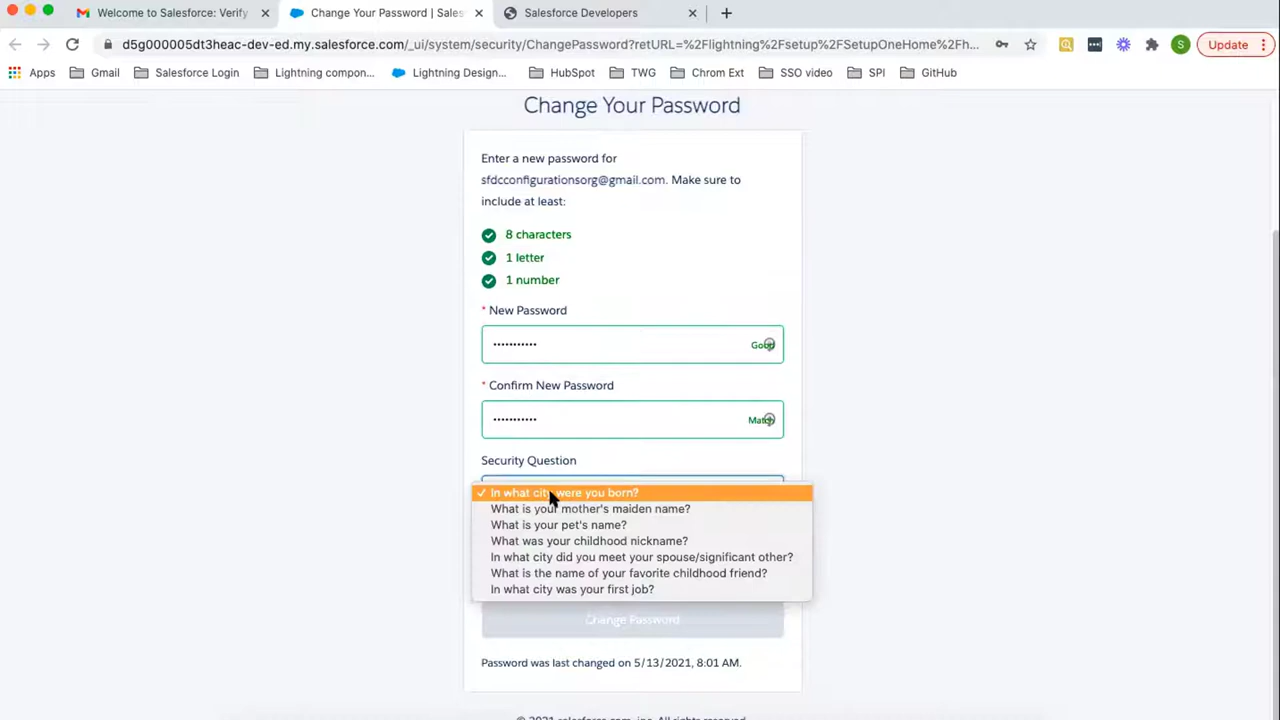 Welcome to Salesforce: Verify
Change Your Password | Sales
Salesforce Developers
d5g000005dt3heac-dev-ed.my.salesforce.com/_ui/system/security/ChangePassword?retURL=%2Flightning%2Fsetup%2FSetupOneHome%2Fh...
S
Update
Apps
Gmail
Salesforce Login
Lightning compon...
Lightning Design...
HubSpot
TWG
Chrom Ext
SSO video
SPI
GitHub
Change Your Password
Enter a new password for
sfdcconfigurationsorg@gmail.com. Make sure to
include at least:
8 characters
1 letter
1 number
* New Password
Good
* Confirm New Password
Match
Security Question
In what city were you born?
What is your mother's maiden name?
What is your pet's name?
What was your childhood nickname?
In what city did you meet your spouse/significant other?
What is the name of your favorite childhood friend?
In what city was your first job?
Change Password
Password was last changed on 5/13/2021, 8:01 AM.
© 2021 salesforce.com, inc. All rights reserved.